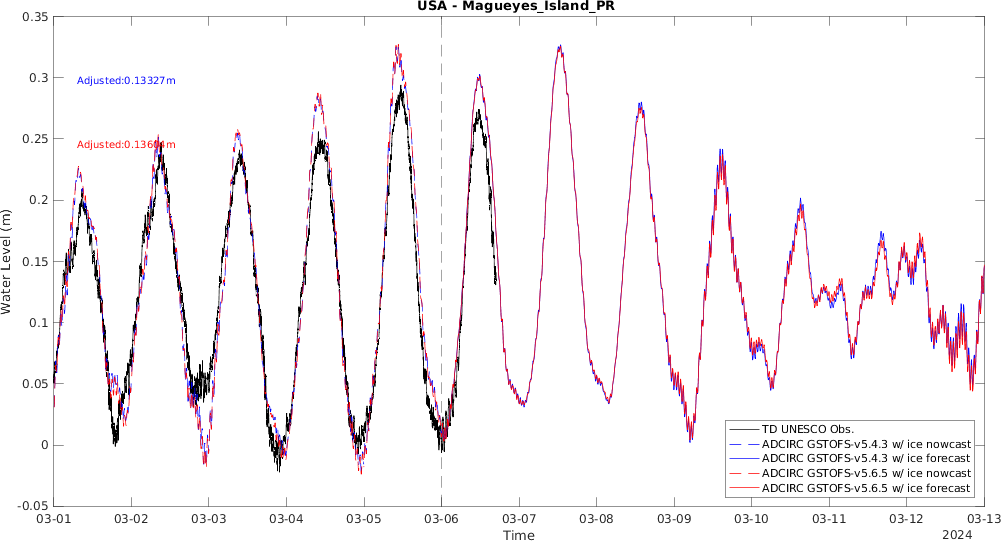 USA - Magueyes_Island_PR
0.35
0.3
0.25
0.2
0.15
0.1
0.05
0
-0.05
Water Level (m)
Adjusted:0.13327m
TD UNESCO Obs.
ADCIRC GSTOFS-v5.4.3 w/ ice nowcast
ADCIRC GSTOFS-v5.4.3 w/ ice forecast
ADCIRC GSTOFS-v5.6.5 w/ ice nowcast
ADCIRC GSTOFS-v5.6.5 w/ ice forecast
03-01 03-02 03-03 03-04 03-05 03-06 03-07 03-08 03-09 03-10 03-11 03-12 03-13
Time
2024